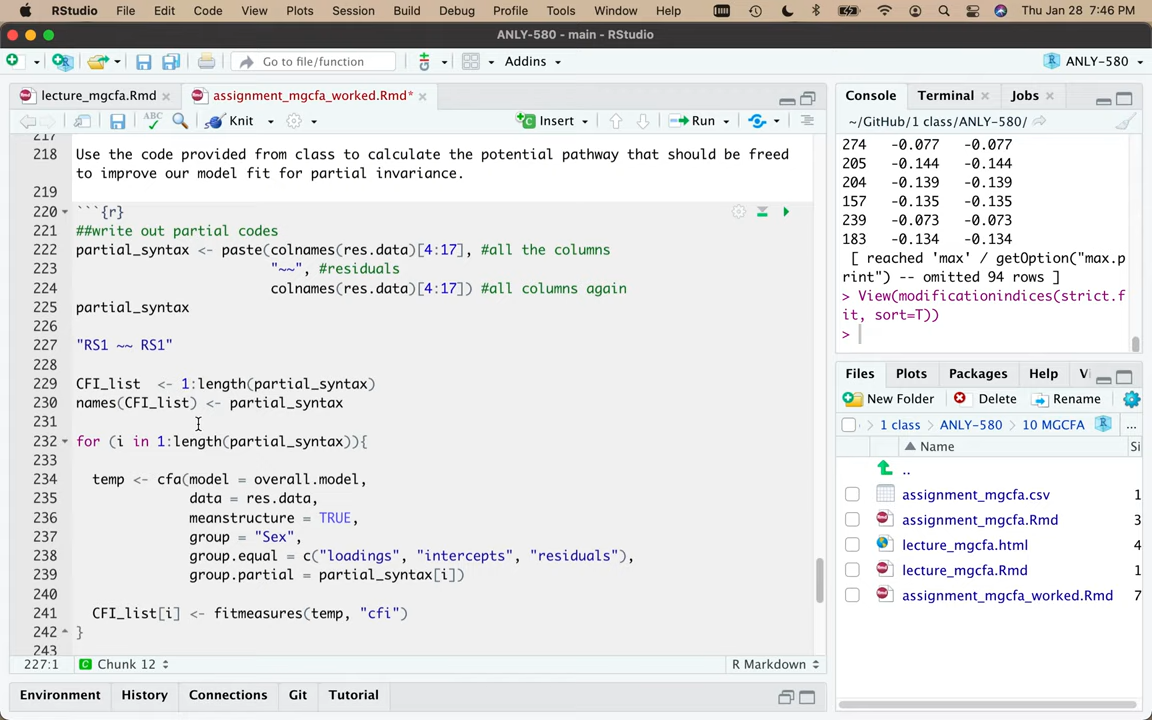 RStudio File Edit Code View Plots Session Build Debug Profile Tools Window Help Thu Jan 28 7:46 PM
ANLY-580 - main - RStudio
Go to file/function Addins ANLY-580
lecture_mgcfa.Rmd assignment_mgcfa_worked.Rmd*
ABC Knit Insert Run
217
218 Use the code provided from class to calculate the potential pathway that should be freed
to improve our model fit for partial invariance.
219
220 ```{r}
221 ##write out partial codes
222 partial_syntax <- paste(colnames(res.data)[4:17], #all the columns
223 "~~", #residuals
224 colnames(res.data)[4:17]) #all columns again
225 partial_syntax
226
227 "RS1 ~~ RS1"
228
229 CFI_list <- 1:length(partial_syntax)
230 names(CFI_list) <- partial_syntax
231
232 for (i in 1:length(partial_syntax)){
233
234 temp <- cfa(model = overall.model,
235 data = res.data,
236 meanstructure = TRUE,
237 group = "Sex",
238 group.equal = c("loadings", "intercepts", "residuals"),
239 group.partial = partial_syntax[i])
240
241 CFI_list[i] <- fitmeasures(temp, "cfi")
242 }
243
227:1 Chunk 12 R Markdown
Environment History Connections Git Tutorial
Console Terminal Jobs
~/GitHub/1 class/ANLY-580/
274 -0.077 -0.077
205 -0.144 -0.144
204 -0.139 -0.139
157 -0.135 -0.135
239 -0.073 -0.073
183 -0.134 -0.134
[ reached 'max' / getOption("max.p
rint") -- omitted 94 rows ]
> View(modificationindices(strict.f
it, sort=T))
>
Files Plots Packages Help Vi
New Folder Delete Rename
1 class ANLY-580 10 MGCFA ...
Name Si
..
assignment_mgcfa.csv 1
assignment_mgcfa.Rmd 3
lecture_mgcfa.html 4
lecture_mgcfa.Rmd 1
assignment_mgcfa_worked.Rmd 7